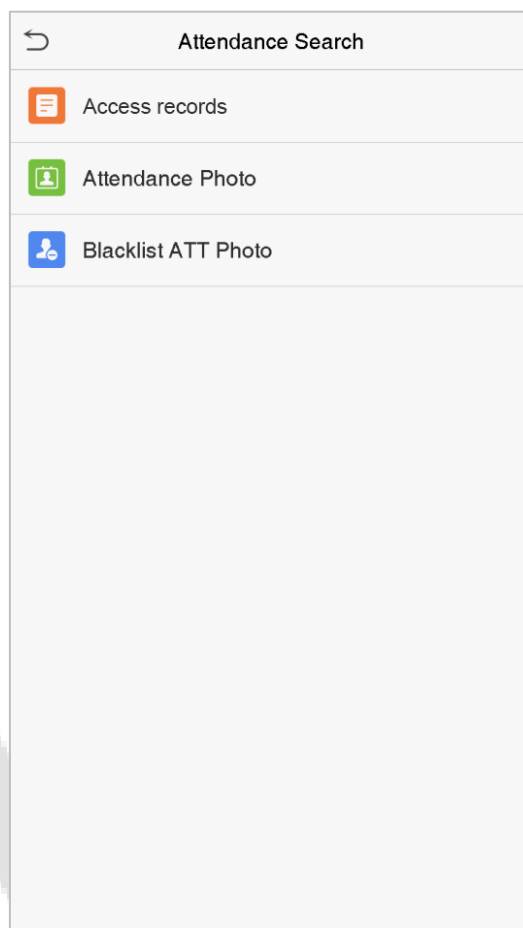 Attendance Search
Access records
Attendance Photo
Blacklist ATT Photo